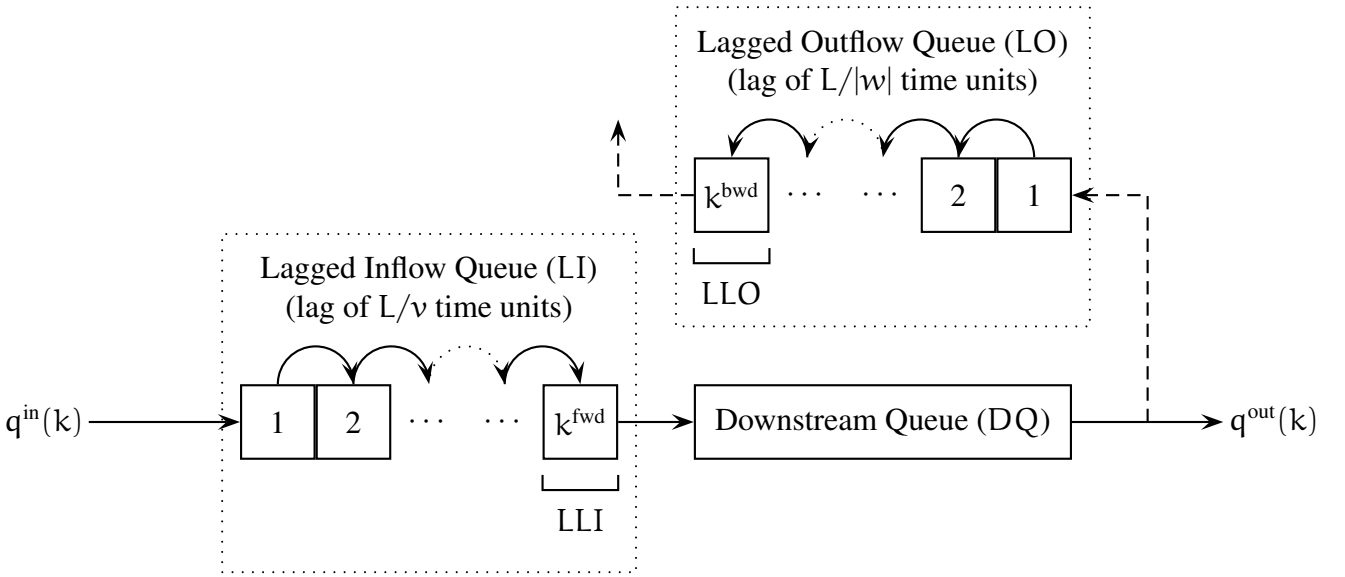 Lagged Outflow Queue (LO)
(lag of L/|w| time units)
k^bwd ··· ··· 2 1
LLO
Lagged Inflow Queue (LI)
(lag of L/v time units)
q^in(k) 1 2 ··· ··· k^fwd Downstream Queue (DQ) q^out(k)
LLI